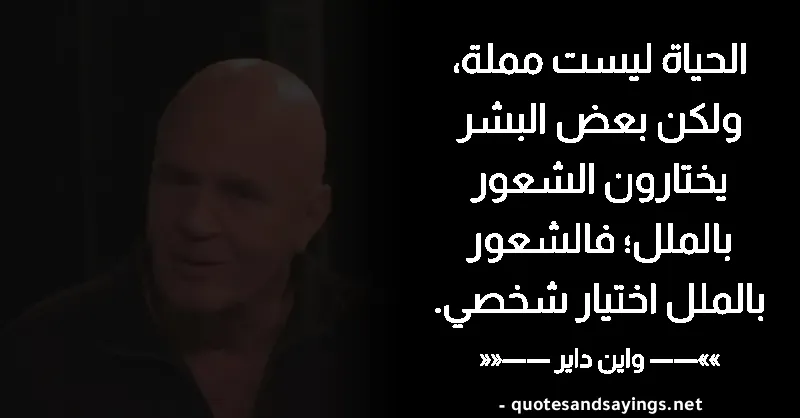 الحياة ليست مملة،
ولكن بعض البشر
يختارون الشعور
بالملل؛ فالشعور
بالملل اختيار شخصي.
»»—— واين داير ——««
- quotesandsayings.net